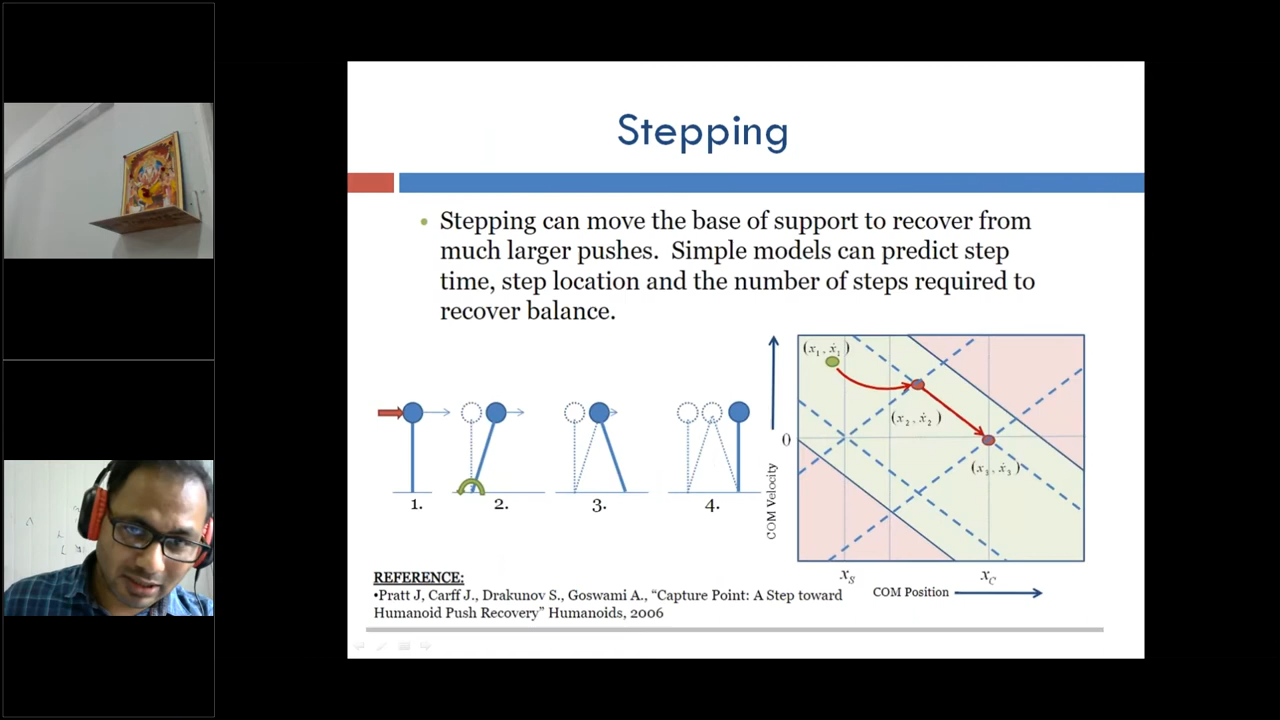 Stepping
• Stepping can move the base of support to recover from
much larger pushes. Simple models can predict step
time, step location and the number of steps required to
recover balance.
1.
2.
3.
4.
COM Velocity
0
(x₁, ẋ₁)
(x₂, ẋ₂)
(x₃, ẋ₃)
x_S
x_C
COM Position
REFERENCE:
•Pratt J, Carff J., Drakunov S., Goswami A., “Capture Point: A Step toward
Humanoid Push Recovery” Humanoids, 2006